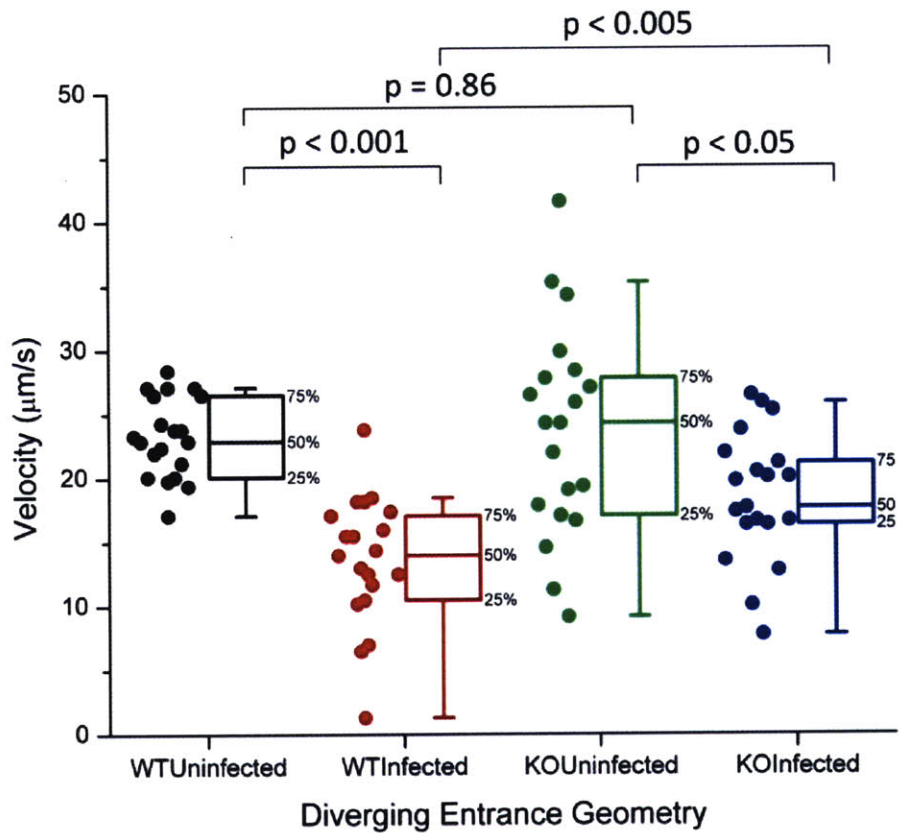 p < 0.005
p = 0.86
p < 0.001
p < 0.05
50
40
30
20
10
0
Velocity (μm/s)
75%
50%
25%
75%
50%
25%
75%
50%
25%
75
50
25
WTUninfected
WTInfected
KOUninfected
KOInfected
Diverging Entrance Geometry